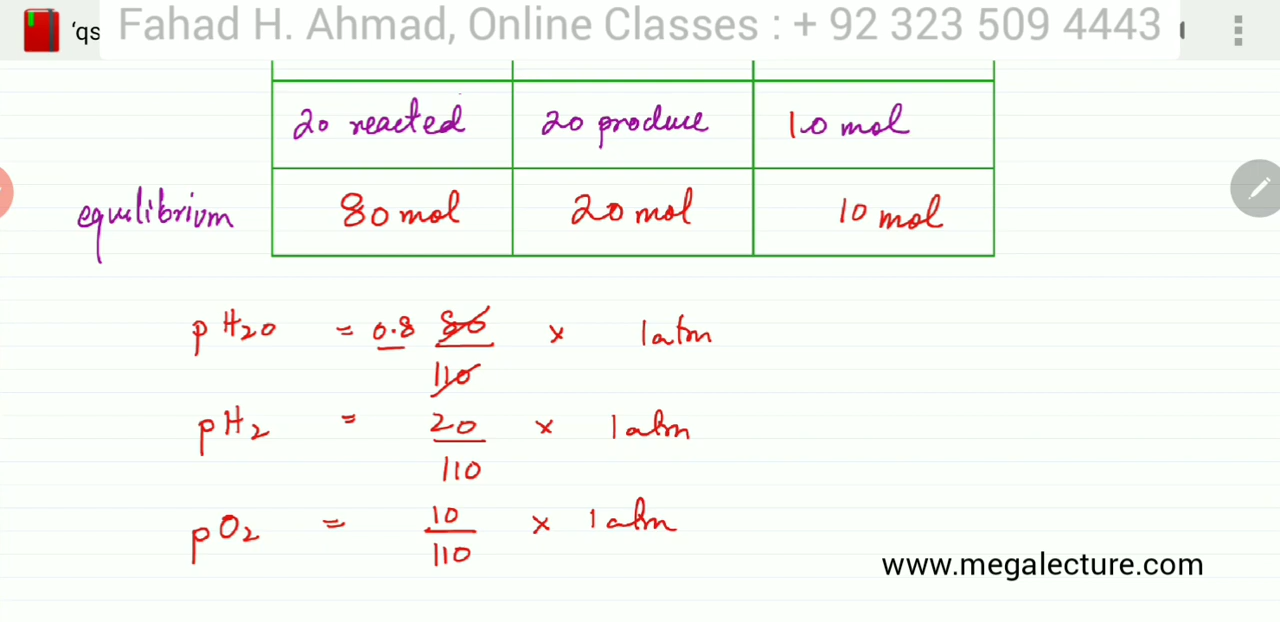 'qs Fahad H. Ahmad, Online Classes : + 92 323 509 4443
20 reacted 20 produce 10 mol
equilibrium 80 mol 20 mol 10 mol
pH2O = 0.8 80/110 × 1atm
pH2 = 20/110 × 1atm
pO2 = 10/110 × 1atm
www.megalecture.com